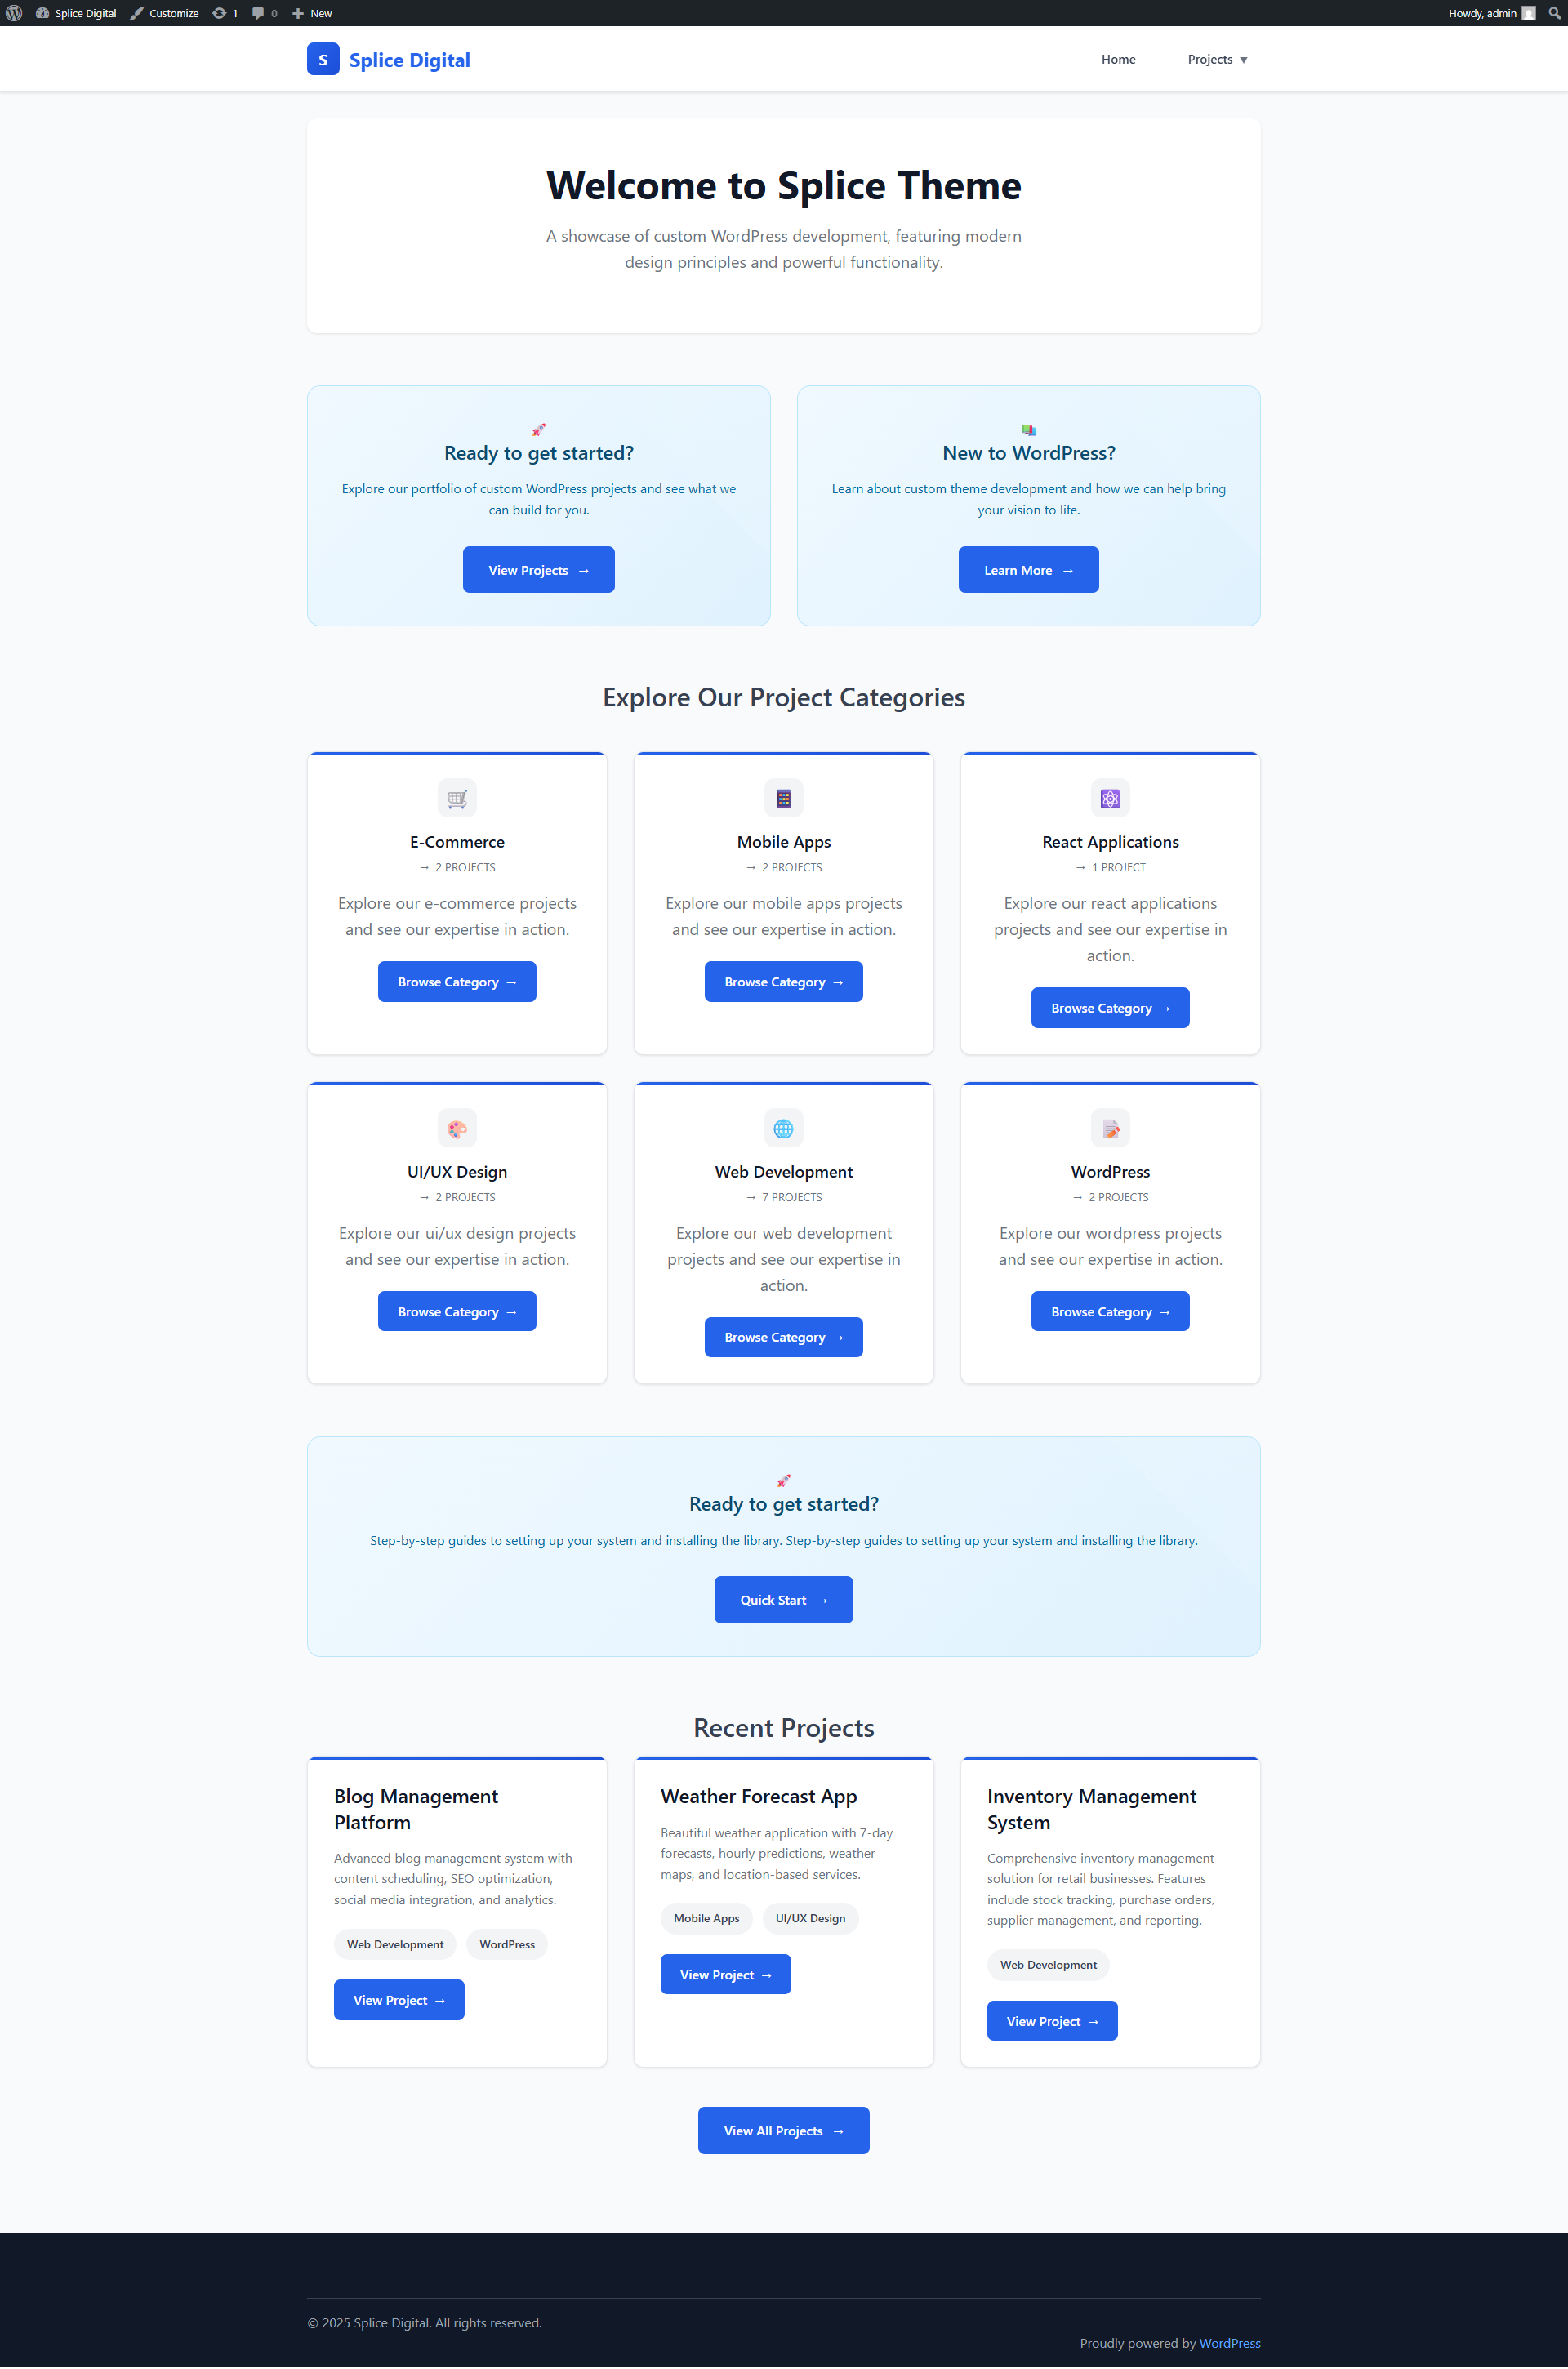 Splice Digital Customize 1 0 New Howdy, admin
S Splice Digital Home Projects ▼
Welcome to Splice Theme
A showcase of custom WordPress development, featuring modern
design principles and powerful functionality.
Ready to get started?
Explore our portfolio of custom WordPress projects and see what we
can build for you.
View Projects →
New to WordPress?
Learn about custom theme development and how we can help bring
your vision to life.
Learn More →
Explore Our Project Categories
E-Commerce
→ 2 PROJECTS
Explore our e-commerce projects
and see our expertise in action.
Browse Category →
Mobile Apps
→ 2 PROJECTS
Explore our mobile apps projects
and see our expertise in action.
Browse Category →
React Applications
→ 1 PROJECT
Explore our react applications
projects and see our expertise in
action.
Browse Category →
UI/UX Design
→ 2 PROJECTS
Explore our ui/ux design projects
and see our expertise in action.
Browse Category →
Web Development
→ 7 PROJECTS
Explore our web development
projects and see our expertise in
action.
Browse Category →
WordPress
→ 2 PROJECTS
Explore our wordpress projects
and see our expertise in action.
Browse Category →
Ready to get started?
Step-by-step guides to setting up your system and installing the library. Step-by-step guides to setting up your system and installing the library.
Quick Start →
Recent Projects
Blog Management
Platform
Advanced blog management system with
content scheduling, SEO optimization,
social media integration, and analytics.
Web Development WordPress
View Project →
Weather Forecast App
Beautiful weather application with 7-day
forecasts, hourly predictions, weather
maps, and location-based services.
Mobile Apps UI/UX Design
View Project →
Inventory Management
System
Comprehensive inventory management
solution for retail businesses. Features
include stock tracking, purchase orders,
supplier management, and reporting.
Web Development
View Project →
View All Projects →
© 2025 Splice Digital. All rights reserved.
Proudly powered by WordPress